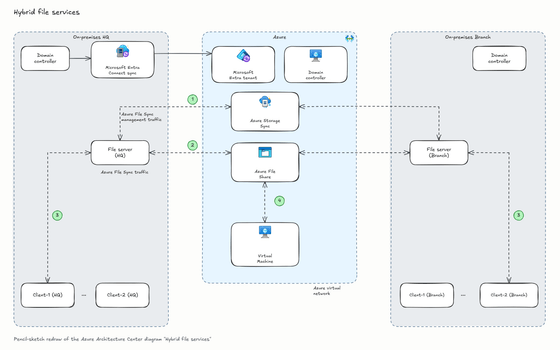 Hybrid file services
On-premises HQ
Azure
On-premises Branch
Domain
controller
Microsoft Entra
Connect sync
Microsoft
Entra tenant
Domain
controller
Domain
controller
1
Azure File Sync
management traffic
Azure Storage
Sync
File server
(HQ)
2
Azure File
Share
File server
(Branch)
Azure File Sync traffic
3
4
3
Virtual
Machine
Client-1 (HQ)
...
Client-2 (HQ)
Azure virtual
network
Client-1 (Branch)
...
Client-2 (Branch)
Pencil-sketch redraw of the Azure Architecture Center diagram "Hybrid file services"